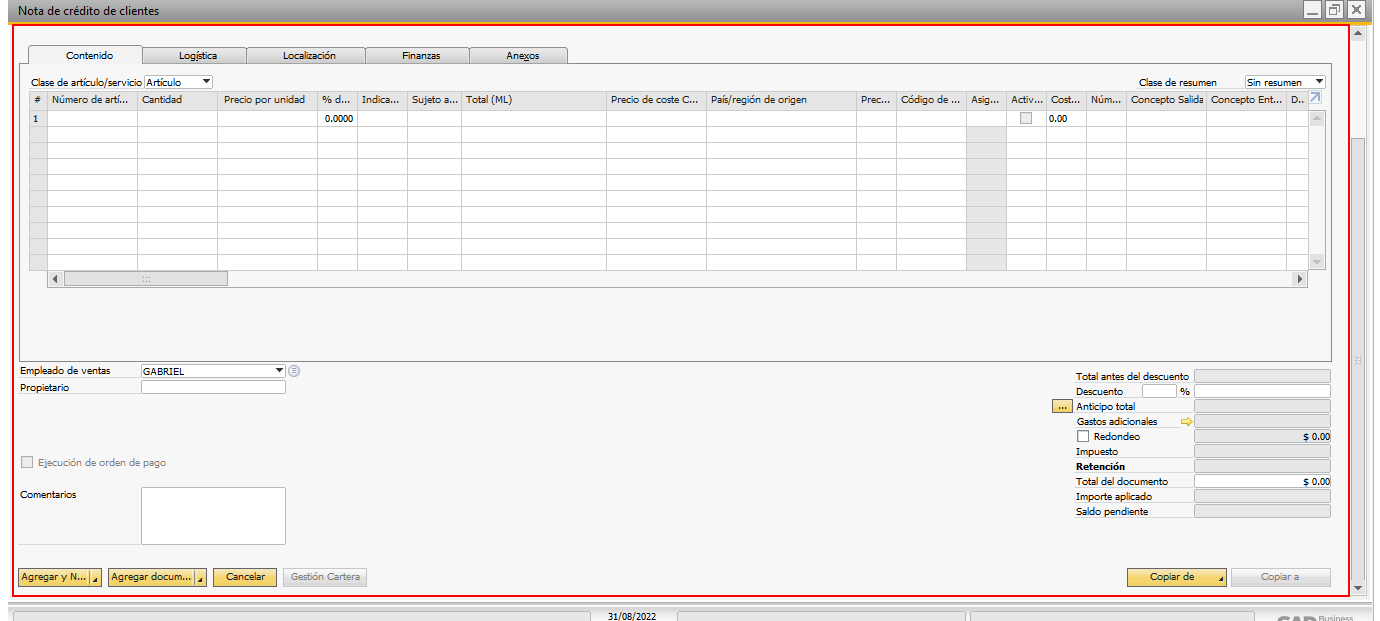 Nota de crédito de clientes
Contenido Logística Localización Finanzas Anexos
Clase de artículo/servicio Artículo Clase de resumen Sin resumen
# Número de artí... Cantidad Precio por unidad % d... Indica... Sujeto a... Total (ML) Precio de coste C... País/región de origen Prec... Código de ... Asig... Activ... Cost... Núm... Concepto Salida Concepto Ent... D...
1 0.0000 0.00
Empleado de ventas GABRIEL
Propietario
Total antes del descuento
Descuento %
... Anticipo total
Gastos adicionales
Redondeo $ 0.00
Impuesto
Ejecución de orden de pago
Retención
Total del documento $ 0.00
Comentarios
Importe aplicado
Saldo pendiente
Agregar y N... Agregar docum... Cancelar Gestión Cartera Copiar de Copiar a
31/08/2022
SAP Business